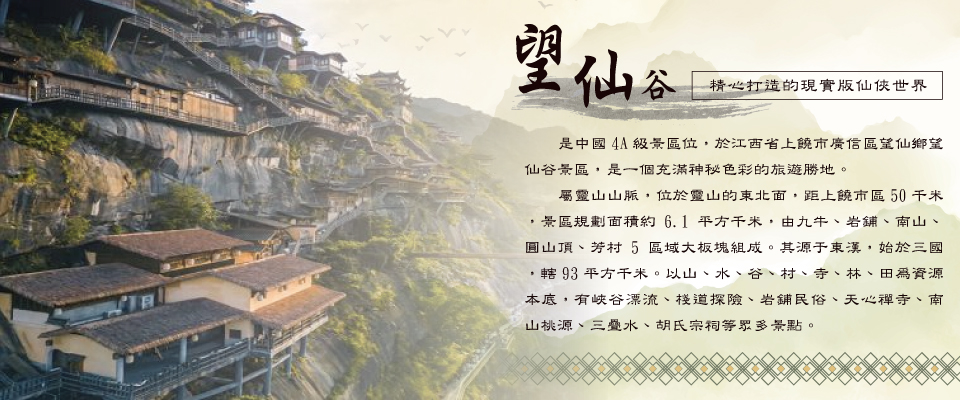 望仙谷
精心打造的現實版仙俠世界
是中國 4A 級景區位，於江西省上饒市廣信區望仙鄉望
仙谷景區，是一個充滿神秘色彩的旅遊勝地。
屬靈山山脈，位於靈山的東北面，距上饒市區 50 千米
，景區規劃面積約 6.1 平方千米，由九牛、岩鋪、南山、
圓山頂、芳村 5 區域大板塊組成。其源于東漢，始於三國
，轄 93 平方千米。以山、水、谷、村、寺、林、田為資源
本底，有峽谷漂流、棧道探險、岩鋪民俗、天心禪寺、南
山桃源、三疊水、胡氏宗祠等眾多景點。